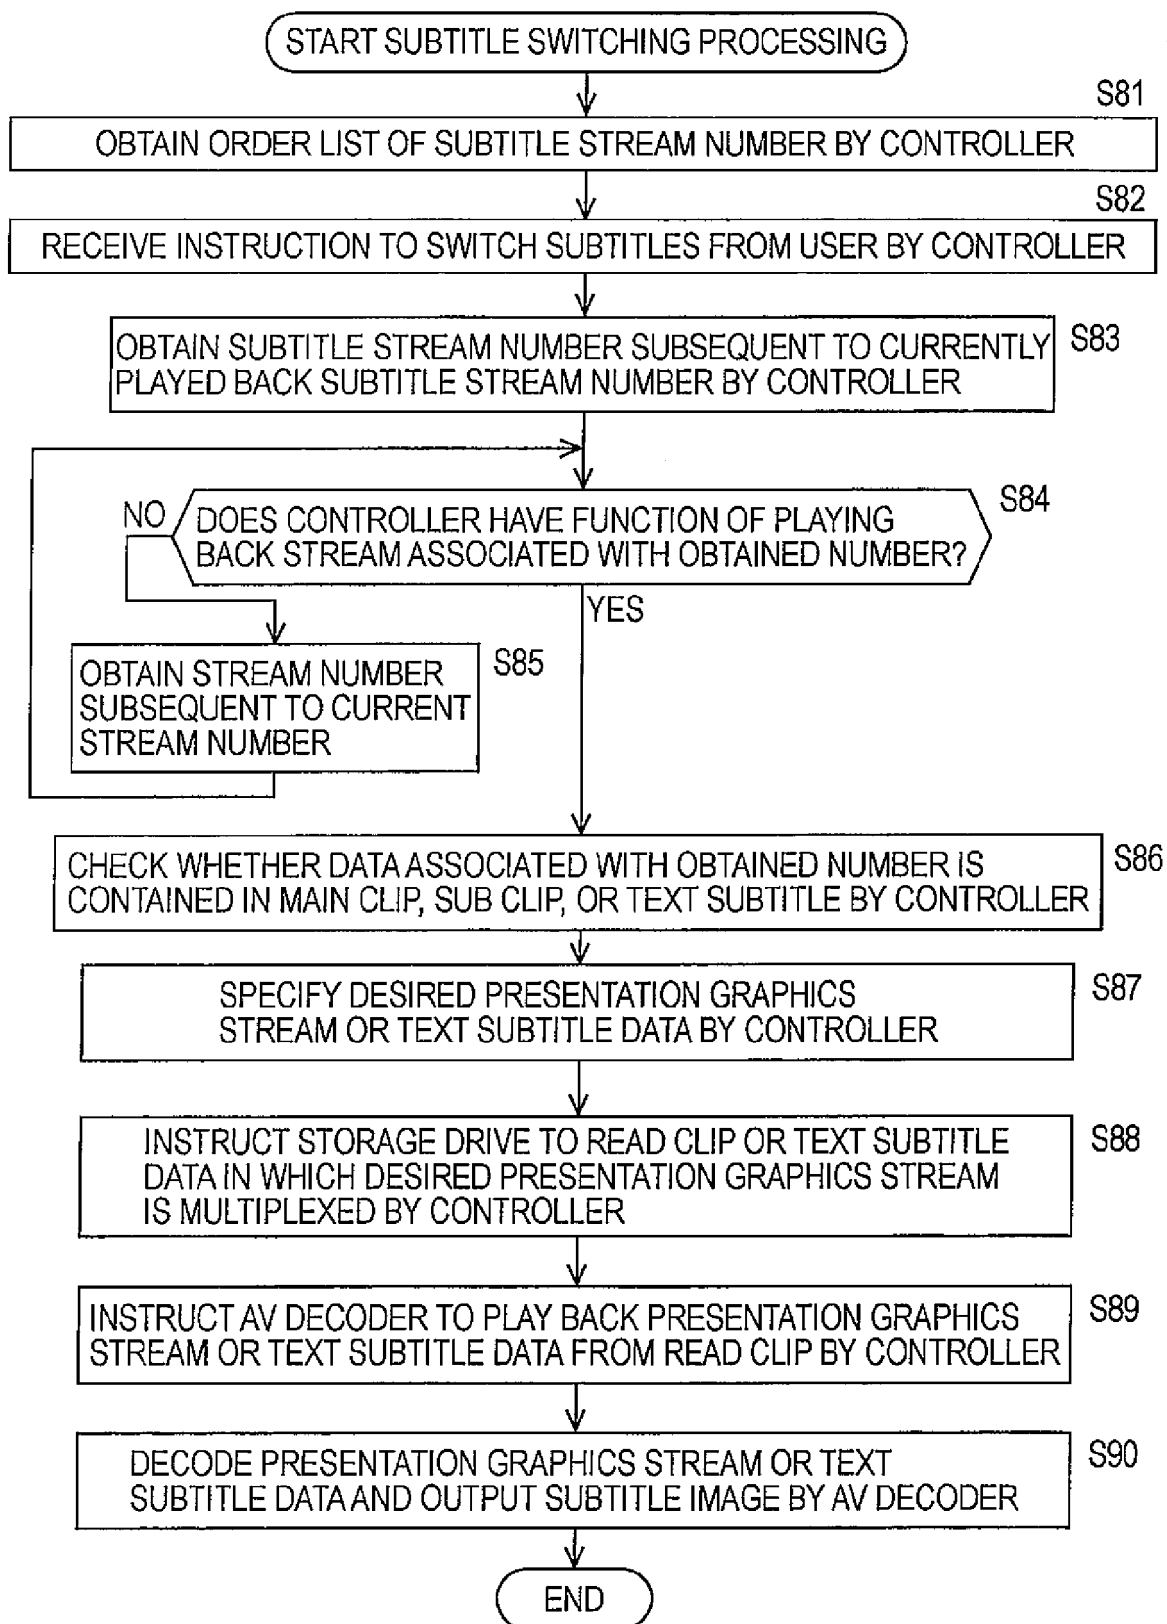 START SUBTITLE SWITCHING PROCESSING
S81
OBTAIN ORDER LIST OF SUBTITLE STREAM NUMBER BY CONTROLLER
S82
RECEIVE INSTRUCTION TO SWITCH SUBTITLES FROM USER BY CONTROLLER
S83
OBTAIN SUBTITLE STREAM NUMBER SUBSEQUENT TO CURRENTLY
PLAYED BACK SUBTITLE STREAM NUMBER BY CONTROLLER
S84
NO
DOES CONTROLLER HAVE FUNCTION OF PLAYING
BACK STREAM ASSOCIATED WITH OBTAINED NUMBER?
YES
S85
OBTAIN STREAM NUMBER
SUBSEQUENT TO CURRENT
STREAM NUMBER
S86
CHECK WHETHER DATA ASSOCIATED WITH OBTAINED NUMBER IS
CONTAINED IN MAIN CLIP, SUB CLIP, OR TEXT SUBTITLE BY CONTROLLER
S87
SPECIFY DESIRED PRESENTATION GRAPHICS
STREAM OR TEXT SUBTITLE DATA BY CONTROLLER
S88
INSTRUCT STORAGE DRIVE TO READ CLIP OR TEXT SUBTITLE
DATA IN WHICH DESIRED PRESENTATION GRAPHICS STREAM
IS MULTIPLEXED BY CONTROLLER
S89
INSTRUCT AV DECODER TO PLAY BACK PRESENTATION GRAPHICS
STREAM OR TEXT SUBTITLE DATA FROM READ CLIP BY CONTROLLER
S90
DECODE PRESENTATION GRAPHICS STREAM OR TEXT
SUBTITLE DATA AND OUTPUT SUBTITLE IMAGE BY AV DECODER
END